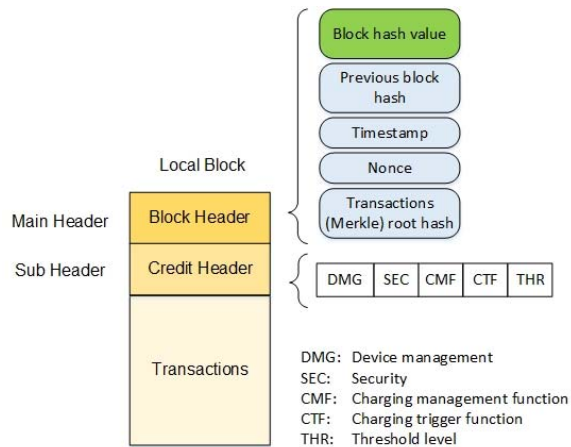 Block hash value
Previous block
hash
Timestamp
Nonce
Transactions
(Merkle) root hash
Local Block
Main Header
Block Header
Sub Header
Credit Header
DMG
SEC
CMF
CTF
THR
Transactions
DMG: Device management
SEC: Security
CMF: Charging management function
CTF: Charging trigger function
THR: Threshold level